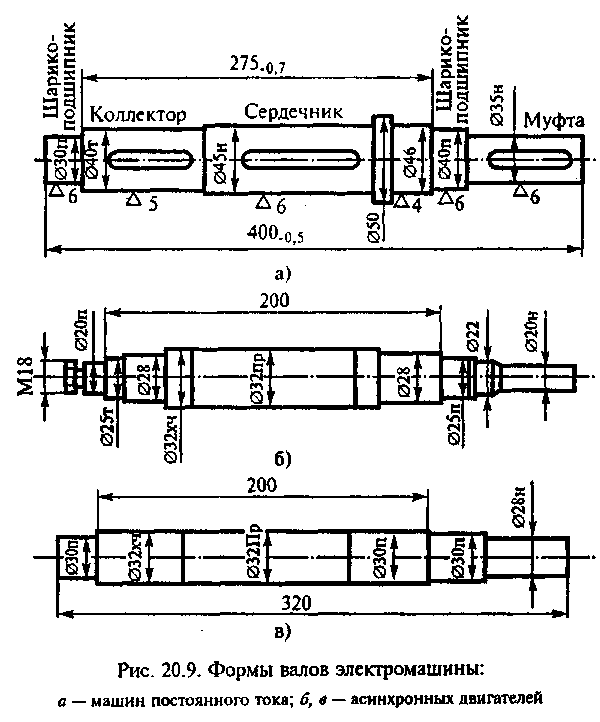 275-0,7
Шарико-
подшипник
Коллектор
Сердечник
Шарико-
подшипник
Ø35н
Муфта
Ø30п
Ø40т
Ø45н
Ø50
Ø46
Ø40п
△6
△5
△6
△4
△6
△6
400-0,5
а)
200
М18
Ø20п
Ø25т
Ø28
Ø32хч
Ø32пр
Ø28
Ø25п
Ø22
Ø20н
б)
200
Ø30п
Ø32хч
Ø32Пр
Ø30п
Ø30п
Ø28н
320
в)
Рис. 20.9. Формы валов электромашины:
а — машин постоянного тока; б, в — асинхронных двигателей